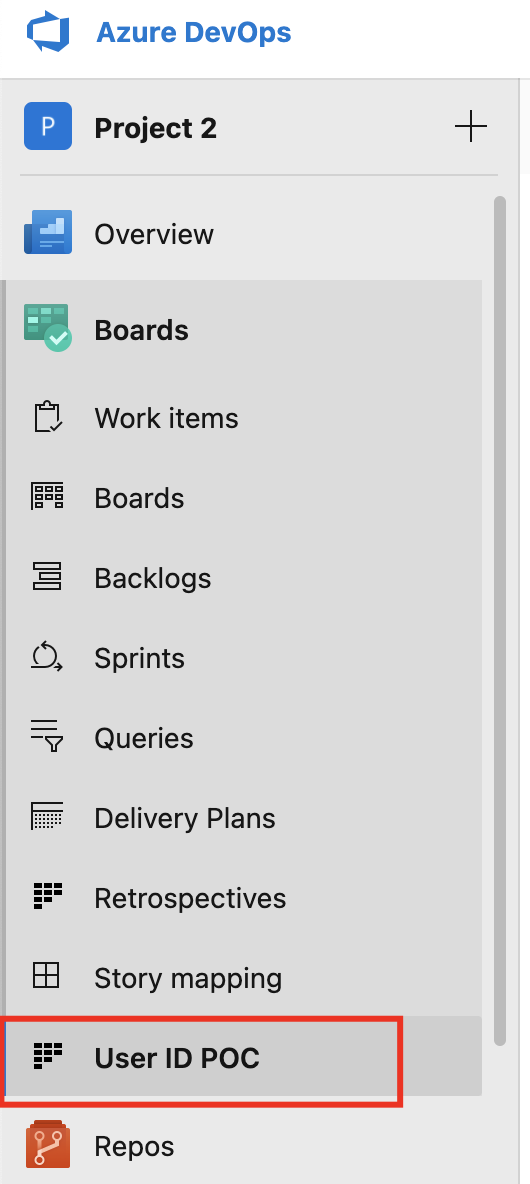 Azure DevOps
P
Project 2
Overview
Boards
Work items
Boards
Backlogs
Sprints
Queries
Delivery Plans
Retrospectives
Story mapping
User ID POC
Repos